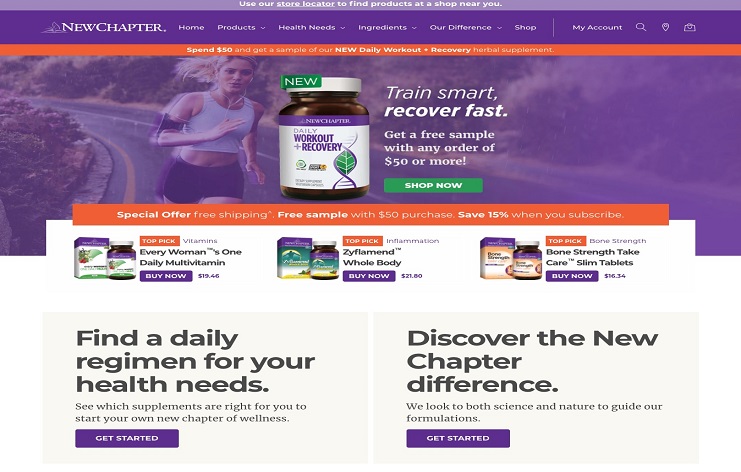 Use our store locator to find products at a shop near you.
NEWCHAPTER®
Home Products Health Needs Ingredients Our Difference Shop My Account
Spend $50 and get a sample of our NEW Daily Workout + Recovery herbal supplement.
NEW
NEWCHAPTER
DAILY
WORKOUT
+RECOVERY
Train smart,
recover fast.
Get a free sample
with any order of
$50 or more!
SHOP NOW
Special Offer free shipping^. Free sample with $50 purchase. Save 15% when you subscribe.
TOP PICK Vitamins
Every Woman™'s One
Daily Multivitamin
BUY NOW $19.46
TOP PICK Inflammation
Zyflamend™
Whole Body
BUY NOW $21.80
Bone Strength
TOP PICK Bone Strength
Bone Strength Take
Care™ Slim Tablets
BUY NOW $16.34
Find a daily
regimen for your
health needs.
See which supplements are right for you to
start your own new chapter of wellness.
GET STARTED
Discover the New
Chapter
difference.
We look to both science and nature to guide our
formulations.
GET STARTED